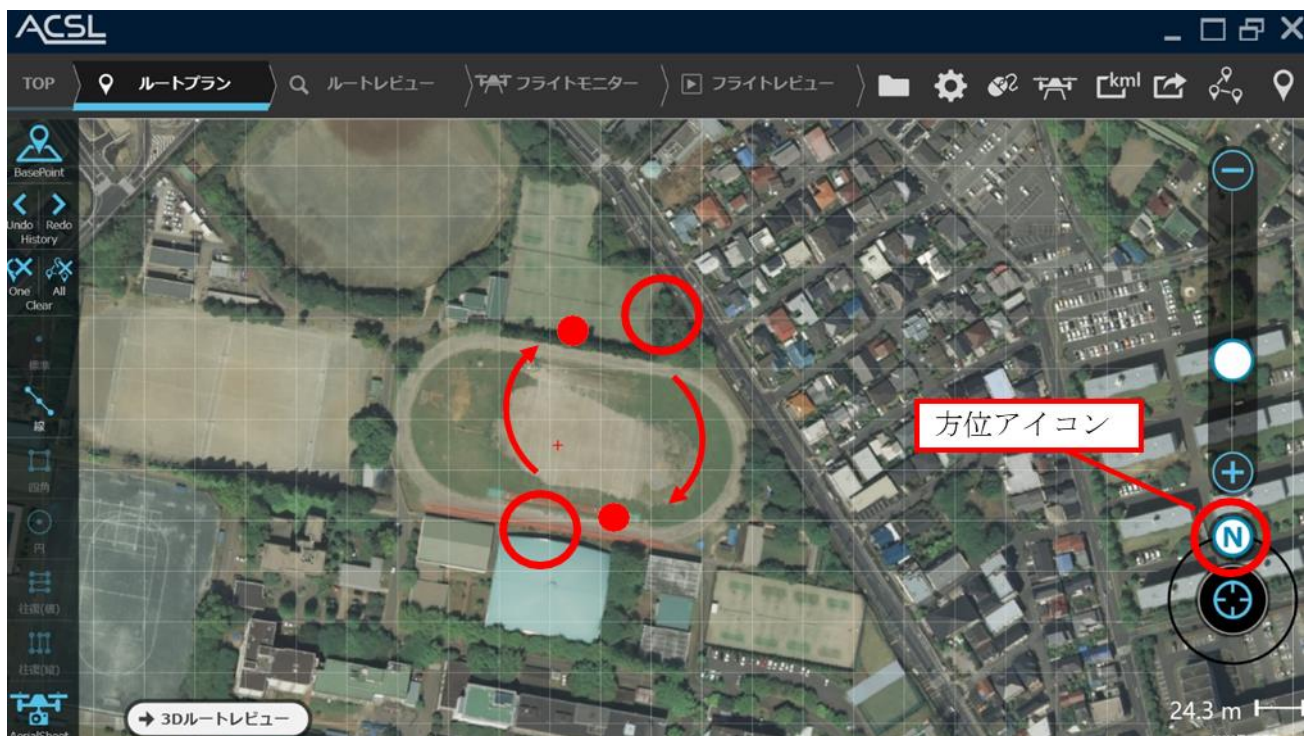 ACSL
TOP
ルートプラン
ルートレビュー
フライトモニター
フライトレビュー
kml
BasePoint
Undo Redo
History
One All
Clear
標準
線
四角
円
往復(横)
往復(縦)
AerialShoot
方位アイコン
N
3Dルートレビュー
24.3 m